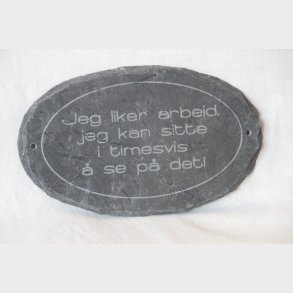 Jeg liker arbeid,
jeg kan sitte
i timesvis
å se på det!